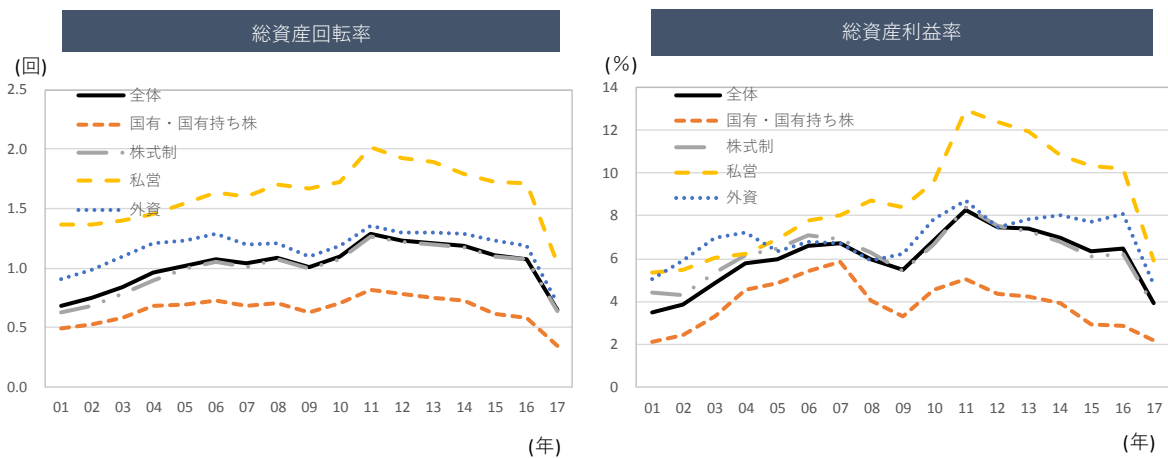 総資産回転率
(回)
2.5
2.0
1.5
1.0
0.5
0.0
全体
国有・国有持ち株
株式制
私営
外資
01 02 03 04 05 06 07 08 09 10 11 12 13 14 15 16 17
(年)
総資産利益率
(%)
14
12
10
8
6
4
2
0
全体
国有・国有持ち株
株式制
私営
外資
01 02 03 04 05 06 07 08 09 10 11 12 13 14 15 16 17
(年)